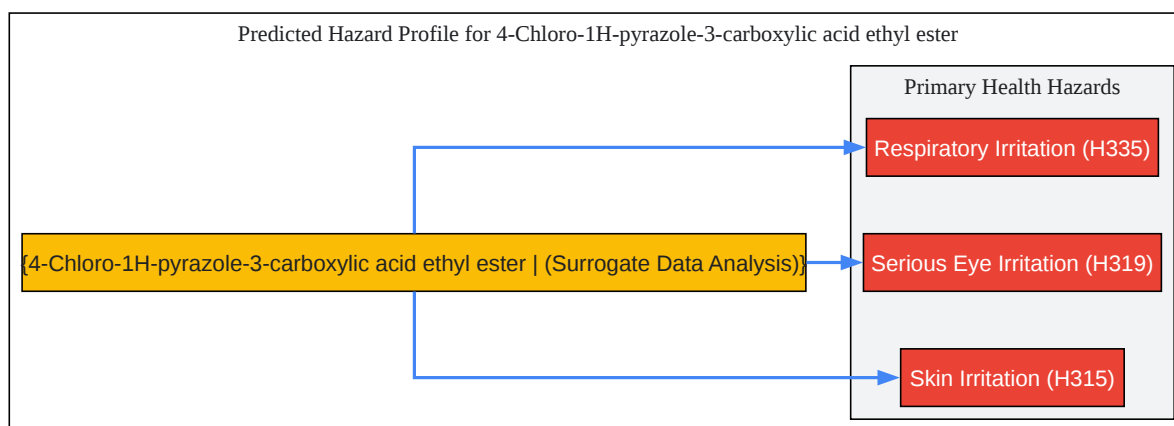 Predicted Hazard Profile for 4-Chloro-1H-pyrazole-3-carboxylic acid ethyl ester
Primary Health Hazards
Respiratory Irritation (H335)
{4-Chloro-1H-pyrazole-3-carboxylic acid ethyl ester | (Surrogate Data Analysis)}
Serious Eye Irritation (H319)
Skin Irritation (H315)